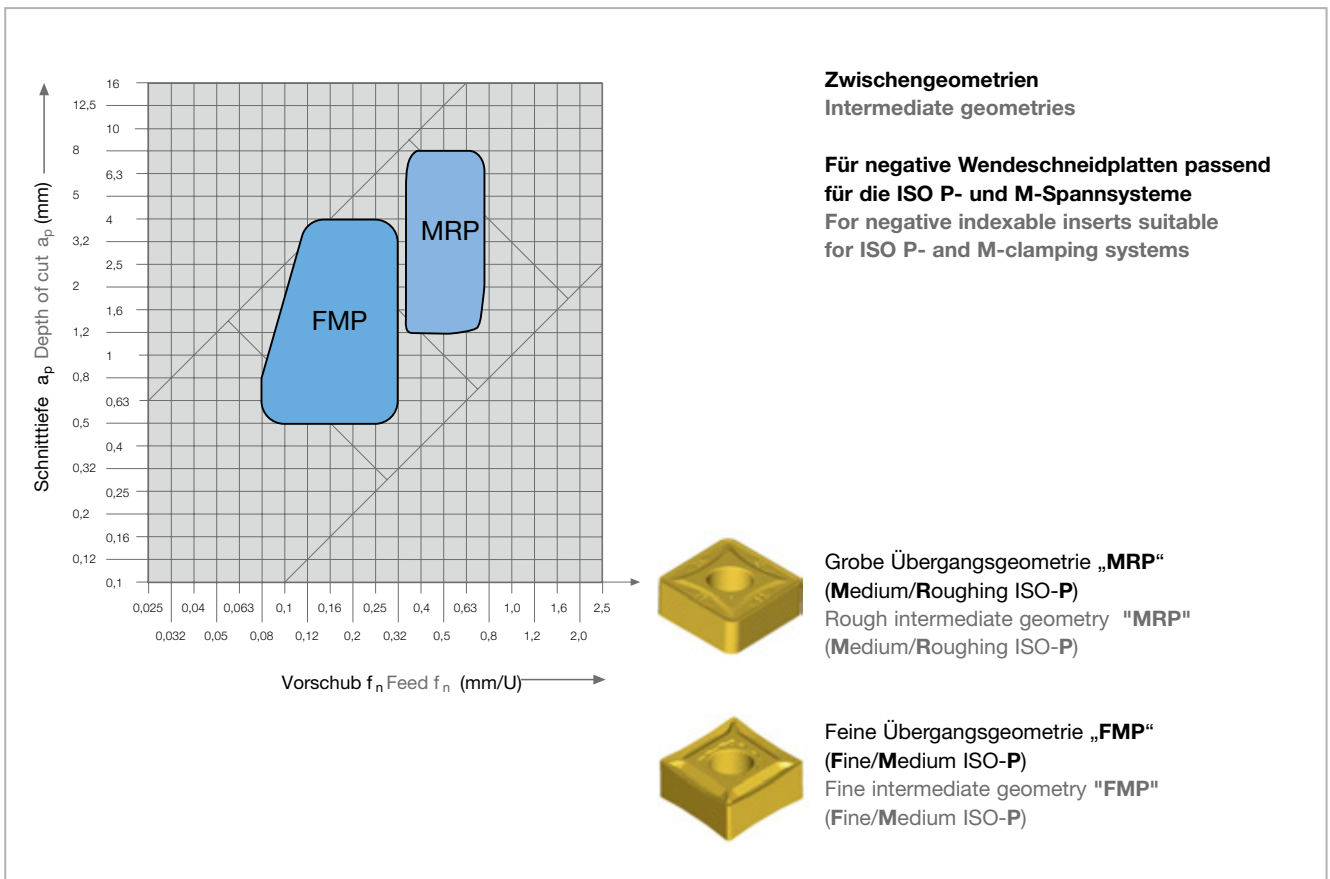 Zwischengeometrien
Intermediate geometries
Für negative Wendeschneidplatten passend
für die ISO P- und M-Spannsysteme
For negative indexable inserts suitable
for ISO P- and M-clamping systems
Schnitttiefe ap Depth of cut ap (mm)
16
12,5
10
8
6,3
5
4
3,2
2,5
2
1,6
1,2
1
0,8
0,63
0,5
0,4
0,32
0,25
0,2
0,16
0,12
0,1
MRP
FMP
0,025 0,04 0,063 0,1 0,16 0,25 0,4 0,63 1,0 1,6 2,5
0,032 0,05 0,08 0,12 0,2 0,32 0,5 0,8 1,2 2,0
Vorschub fn Feed fn (mm/U)
Grobe Übergangsgeometrie „MRP“
(Medium/Roughing ISO-P)
Rough intermediate geometry "MRP"
(Medium/Roughing ISO-P)
Feine Übergangsgeometrie „FMP“
(Fine/Medium ISO-P)
Fine intermediate geometry "FMP"
(Fine/Medium ISO-P)